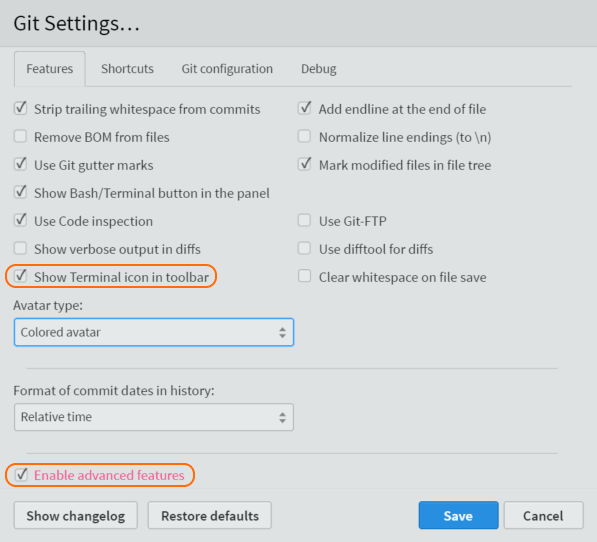 Git Settings...
Features Shortcuts Git configuration Debug
Strip trailing whitespace from commits Add endline at the end of file
Remove BOM from files Normalize line endings (to \n)
Use Git gutter marks Mark modified files in file tree
Show Bash/Terminal button in the panel
Use Code inspection Use Git-FTP
Show verbose output in diffs Use difftool for diffs
Show Terminal icon in toolbar Clear whitespace on file save
Avatar type:
Colored avatar
Format of commit dates in history:
Relative time
Enable advanced features
Show changelog Restore defaults Save Cancel